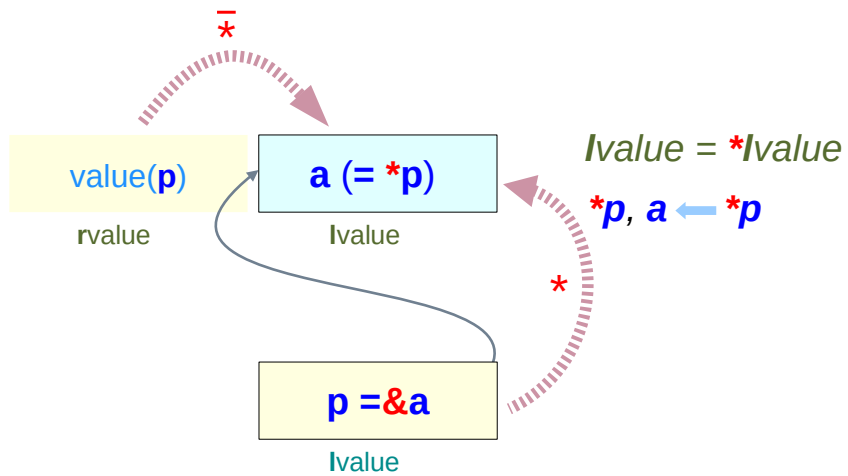 *
value(p)
rvalue
a (= *p)
lvalue
lvalue = *lvalue
*p, a *p
*
p =&a
lvalue